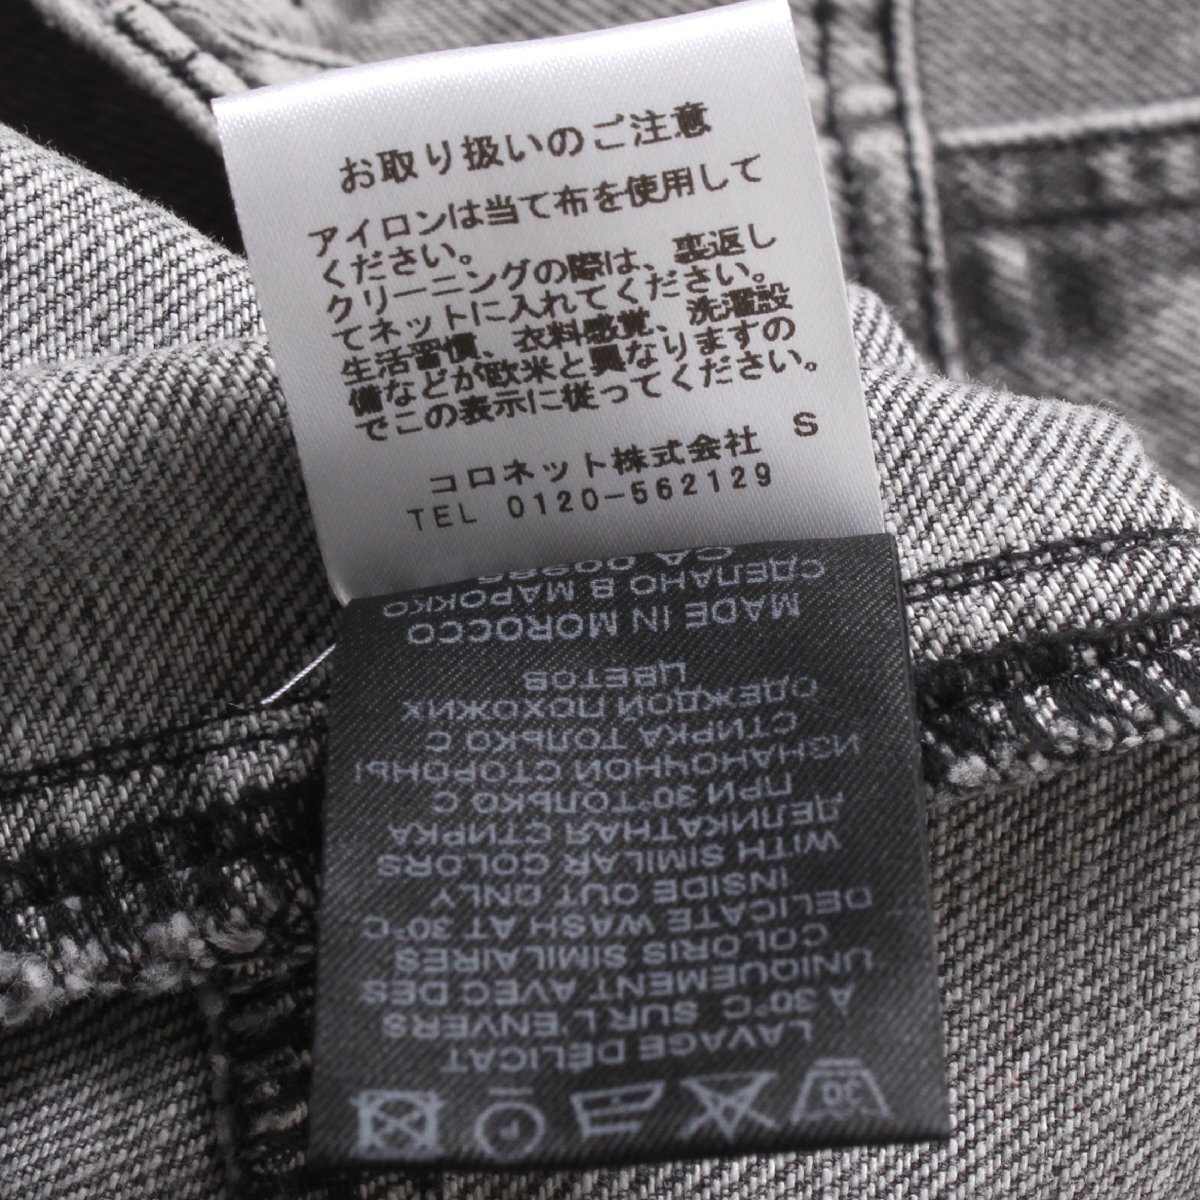 お取り扱いのご注意
アイロンは当て布を使用して
ください。
クリーニングの際は、裏返し
てネットに入れてください。
生活習慣、衣料感覚、洗濯設
備などが欧米と異なりますの
でこの表示に従ってください。
コロネット株式会社 S
TEL 0120-562129
30
P
LAVAGE DÉLICAT
À 30°C SUR L'ENVERS
UNIQUEMENT AVEC DES
COLORIS SIMILAIRES
DELICATE WASH AT 30°C
INSIDE OUT ONLY
WITH SIMILAR COLORS
ДЕЛИКАТНАЯ СТИРКА
ПРИ 30°ТОЛЬКО С
ИЗНАНОЧНОЙ СТОРОНЫ
СТИРКА ТОЛЬКО С
ОДЕЖДОЙ ПОХОЖИХ
ЦВЕТОВ
MADE IN MOROCCO
СДЕЛАНО В МАРОККО
CA